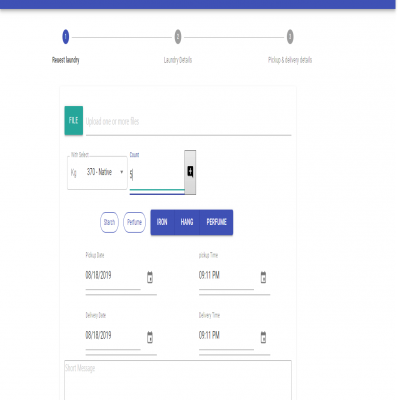 1
2
3
Reoest laundry
Laundry Details
Pickup & delivery details
FILE
Upload one or more files
With Select
Count
Kg
370 - Native
5
Starch
Perfume
IRON
HANG
PERFUME
Pickup Date
pickup Time
08/18/2019
09:11 PM
Delivery Date
Delivery Time
08/18/2019
09:11 PM
Short Message